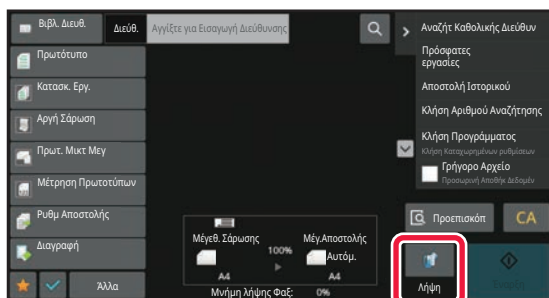 Βιβλ. Διευθ.
Διεύθ.
Αγγίξτε για Εισαγωγή Διεύθυνσης
Πρωτότυπο
Κατασκ. Εργ.
Αργή Σάρωση
Πρωτ. Μικτ Μεγ
Μέτρηση Πρωτοτύπων
Ρυθμ Αποστολής
Διαγραφή
Άλλα
Μέγεθ. Σάρωσης
100%
Μέγ.Αποστολής
Αυτόμ.
A4
A4
Μνήμη λήψης Φαξ:
0%
Αναζήτ Καθολικής Διεύθυν
Πρόσφατες
εργασίες
Αποστολή Ιστορικού
Κλήση Αριθμού Αναζήτησης
Κλήση Προγράμματος
Κλήση Καταχωρημένων ρυθμίσεων
Γρήγορο Αρχείο
Προσωρινή Αποθήκ Δεδομέν
Προεπισκόπ
CA
Λήψη
Έναρξη